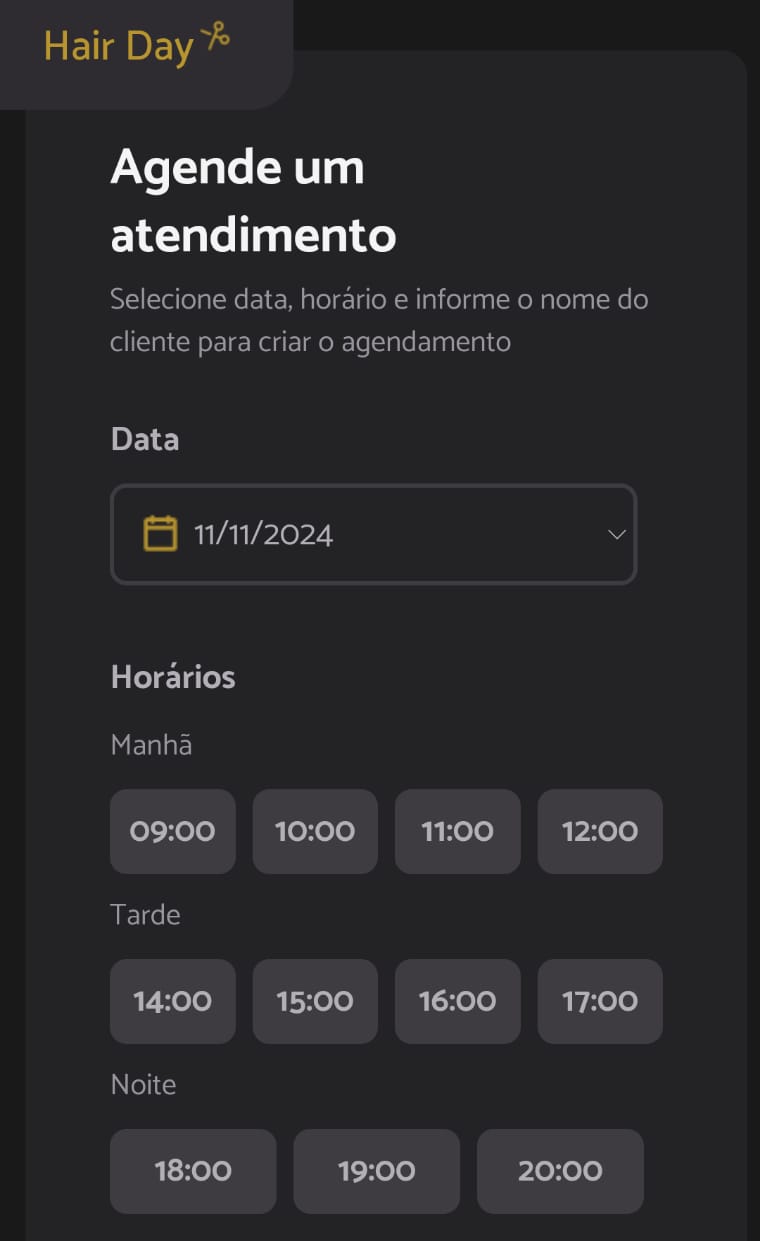 Hair Day
Agende um
atendimento
Selecione data, horário e informe o nome do
cliente para criar o agendamento
Data
11/11/2024
Horários
Manhã
09:00 10:00 11:00 12:00
Tarde
14:00 15:00 16:00 17:00
Noite
18:00 19:00 20:00